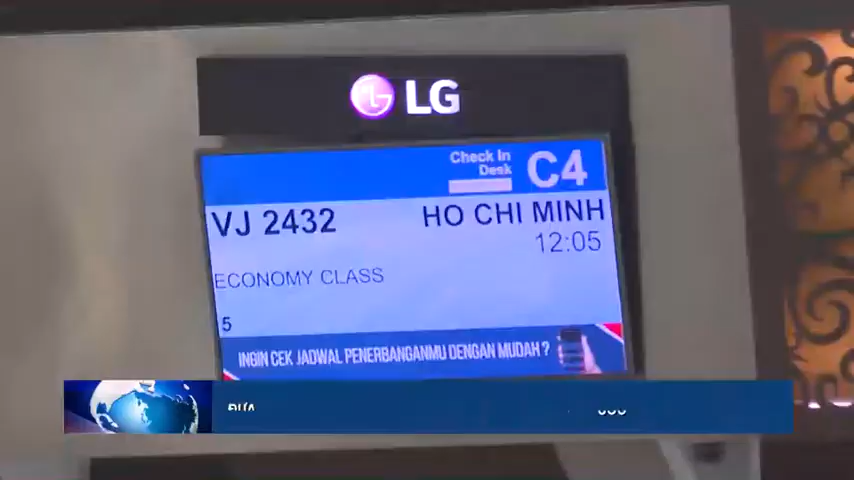 LG
Check In
Desk
C4
VJ 2432
HO CHI MINH
12:05
ECONOMY CLASS
5
INGIN CEK JADWAL PENERBANGANMU DENGAN MUDAH ?